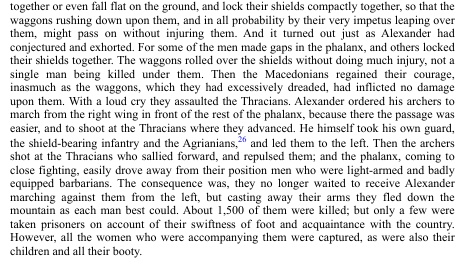 together or even fall flat on the ground, and lock their shields compactly together, so that the
waggons rushing down upon them, and in all probability by their very impetus leaping over
them, might pass on without injuring them. And it turned out just as Alexander had
conjectured and exhorted. For some of the men made gaps in the phalanx, and others locked
their shields together. The waggons rolled over the shields without doing much injury, not a
single man being killed under them. Then the Macedonians regained their courage,
inasmuch as the waggons, which they had excessively dreaded, had inflicted no damage
upon them. With a loud cry they assaulted the Thracians. Alexander ordered his archers to
march from the right wing in front of the rest of the phalanx, because there the passage was
easier, and to shoot at the Thracians where they advanced. He himself took his own guard,
the shield-bearing infantry and the Agrianians,26 and led them to the left. Then the archers
shot at the Thracians who sallied forward, and repulsed them; and the phalanx, coming to
close fighting, easily drove away from their position men who were light-armed and badly
equipped barbarians. The consequence was, they no longer waited to receive Alexander
marching against them from the left, but casting away their arms they fled down the
mountain as each man best could. About 1,500 of them were killed; but only a few were
taken prisoners on account of their swiftness of foot and acquaintance with the country.
However, all the women who were accompanying them were captured, as were also their
children and all their booty.